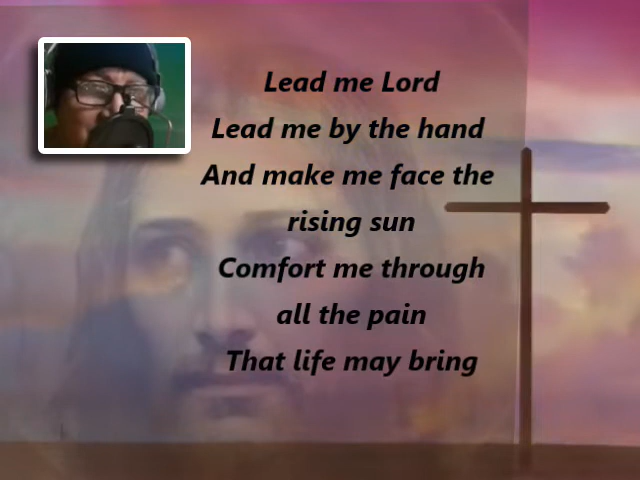 Lead me Lord
Lead me by the hand
And make me face the
rising sun
Comfort me through
all the pain
That life may bring